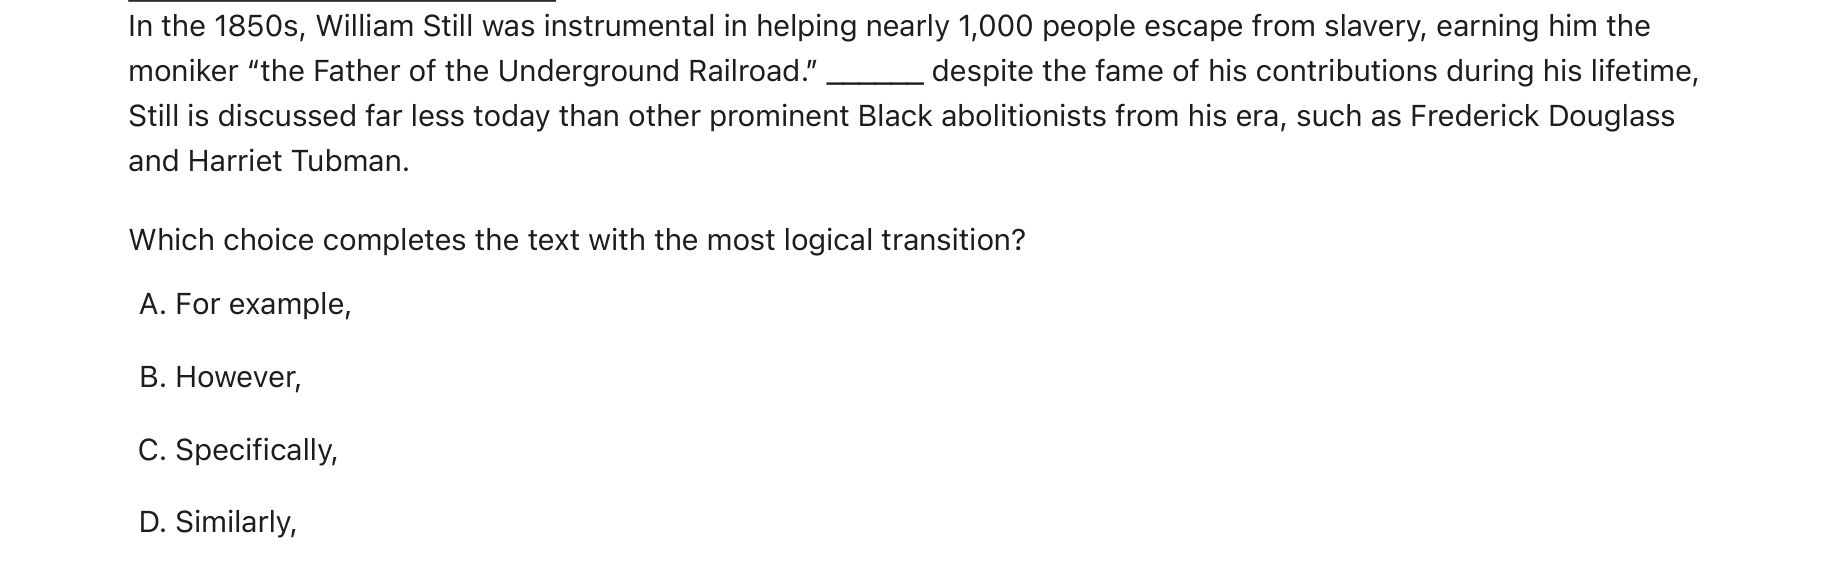 In the 1850s, William Still was instrumental in helping nearly 1,000 people escape from slavery, earning him the
moniker “the Father of the Underground Railroad.” ______ despite the fame of his contributions during his lifetime,
Still is discussed far less today than other prominent Black abolitionists from his era, such as Frederick Douglass
and Harriet Tubman.
Which choice completes the text with the most logical transition?
A. For example,
B. However,
C. Specifically,
D. Similarly,